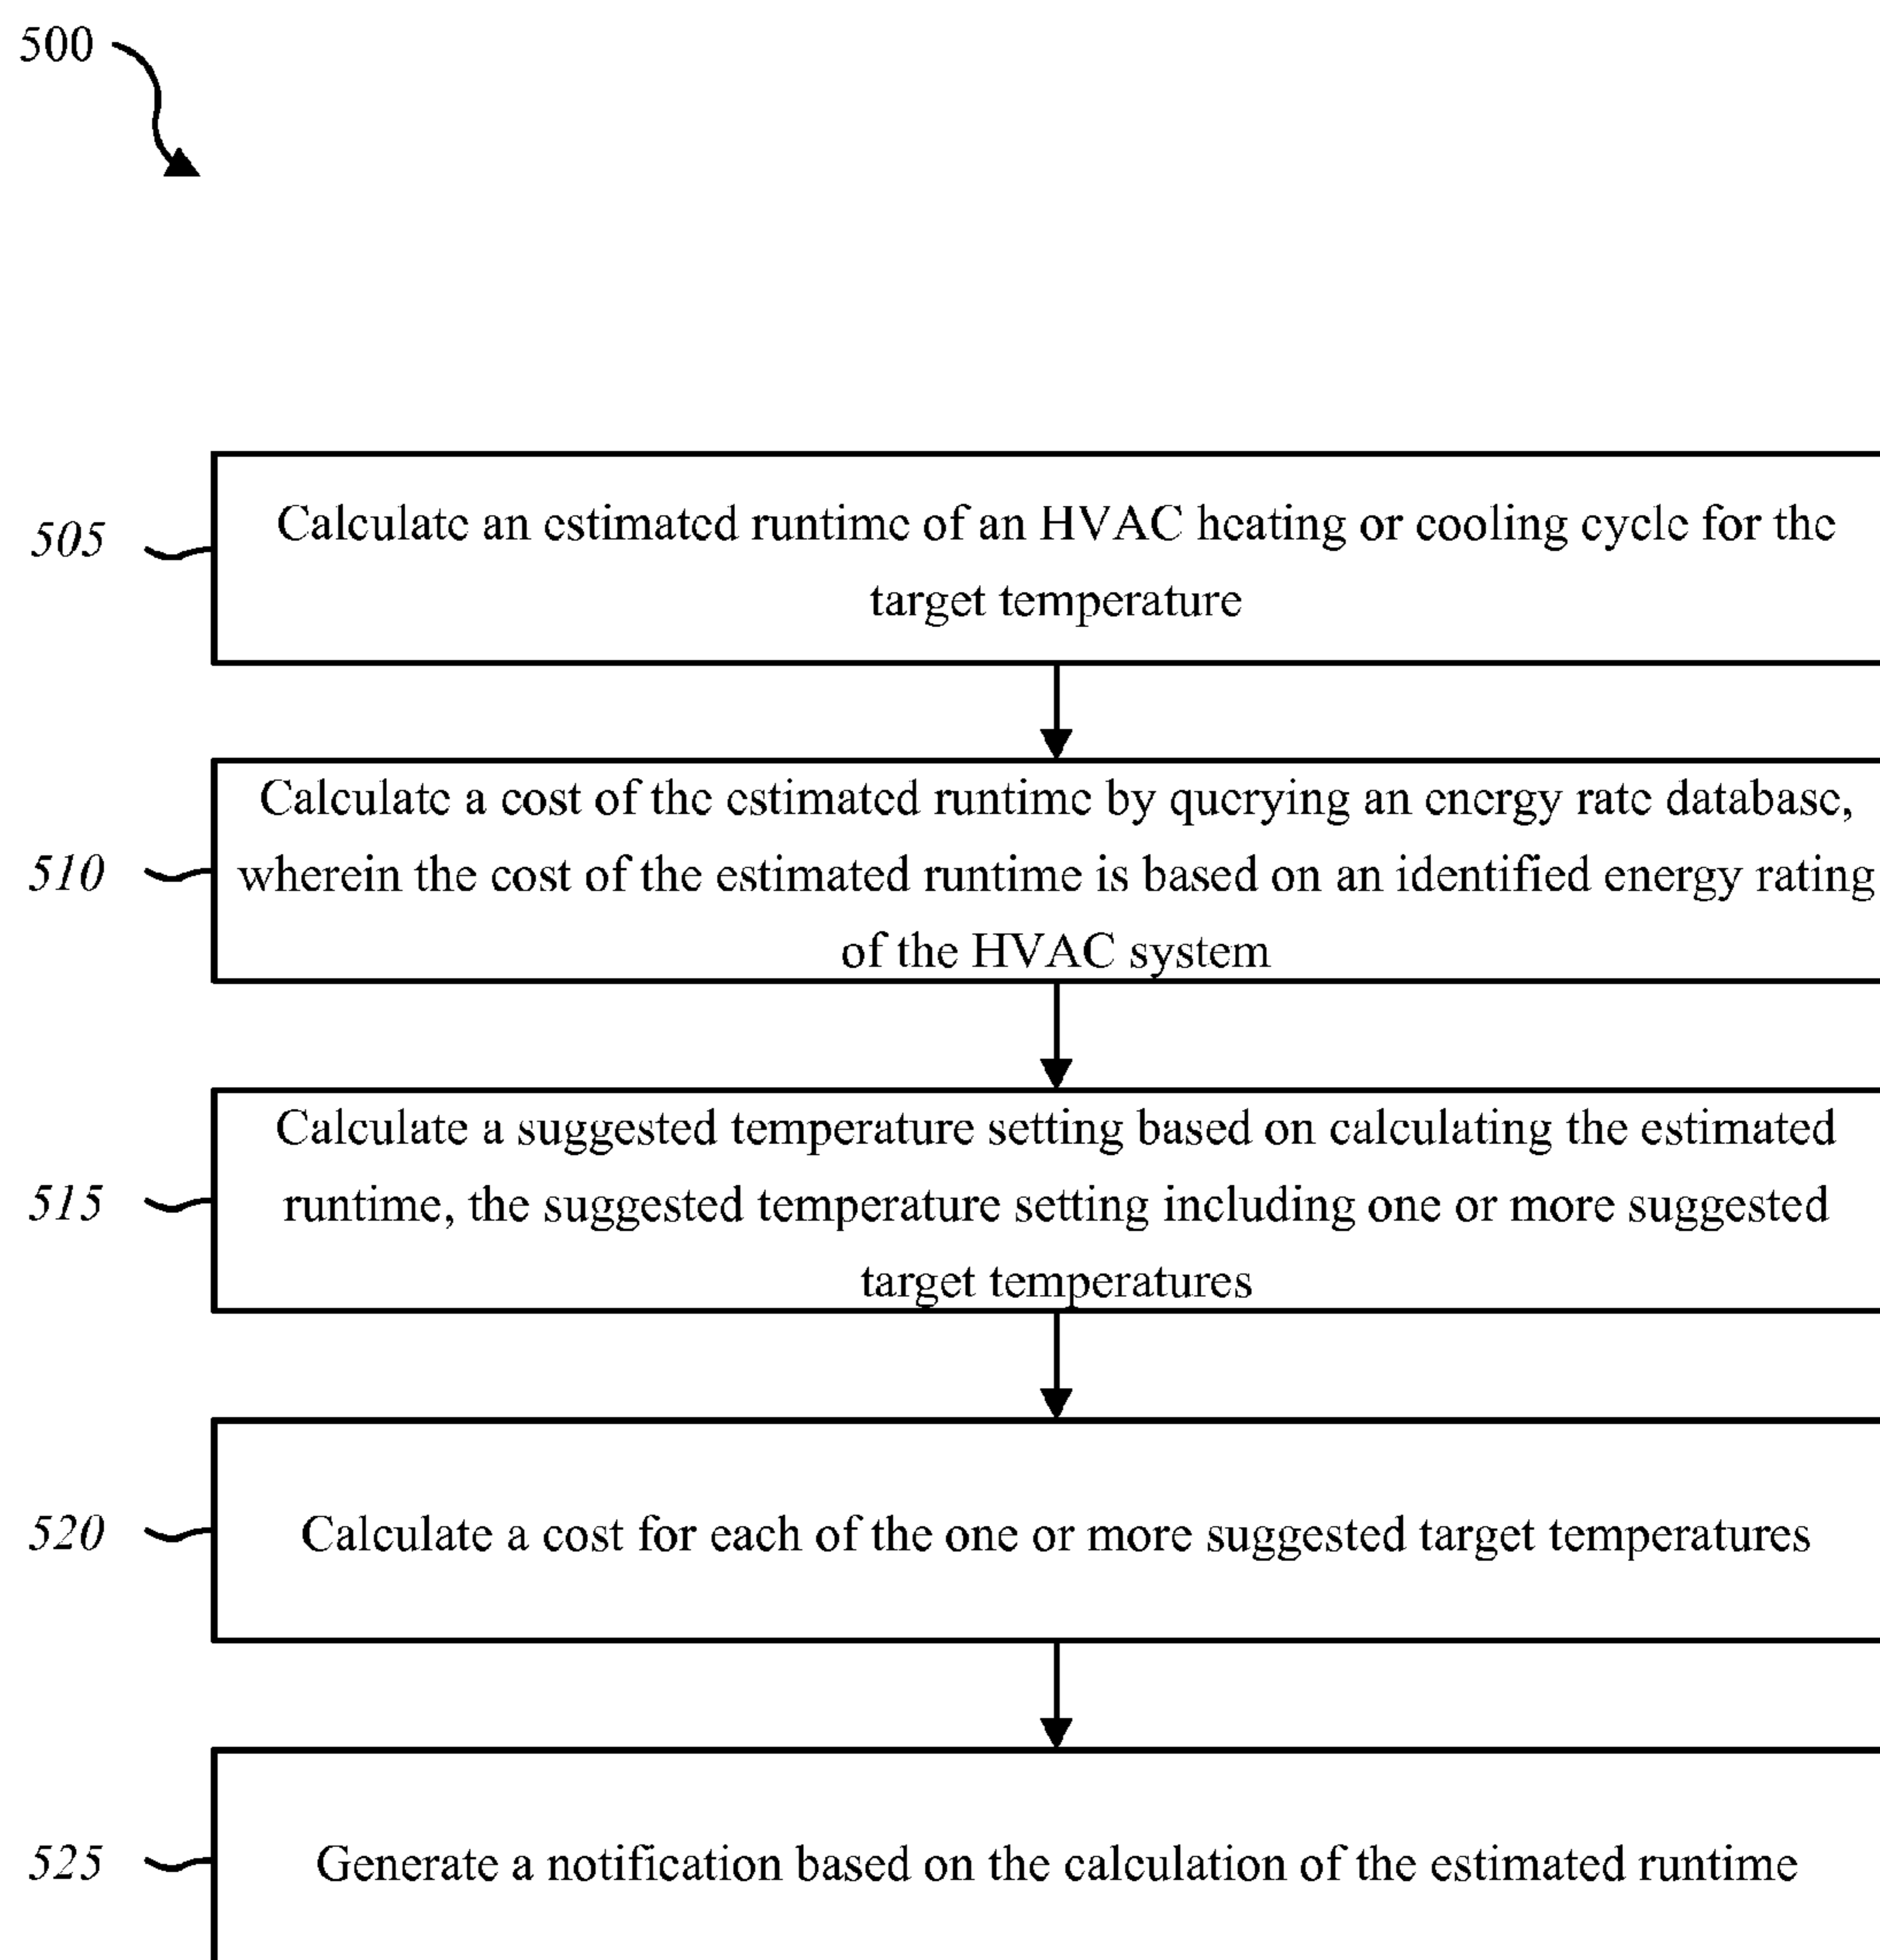 500
505
Calculate an estimated runtime of an HVAC heating or cooling cycle for the
target temperature
510
Calculate a cost of the estimated runtime by querying an energy rate database,
wherein the cost of the estimated runtime is based on an identified energy rating
of the HVAC system
515
Calculate a suggested temperature setting based on calculating the estimated
runtime, the suggested temperature setting including one or more suggested
target temperatures
520
Calculate a cost for each of the one or more suggested target temperatures
525
Generate a notification based on the calculation of the estimated runtime